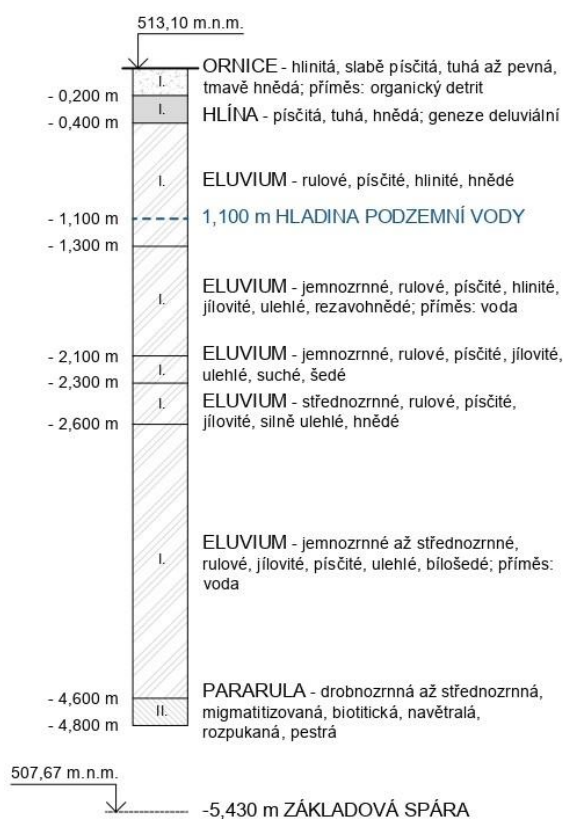 513,10 m.n.m.
I.
ORNICE - hlinitá, slabě písčitá, tuhá až pevná,
tmavě hnědá; příměs: organický detrit
- 0,200 m
I.
HLÍNA - písčitá, tuhá, hnědá; geneze deluviální
- 0,400 m
I.
ELUVIUM - rulové, písčité, hlinité, hnědé
- 1,100 m
1,100 m HLADINA PODZEMNÍ VODY
- 1,300 m
I.
ELUVIUM - jemnozrnné, rulové, písčité, hlinité,
jílovité, ulehlé, rezavohnědé; příměs: voda
- 2,100 m
I.
ELUVIUM - jemnozrnné, rulové, písčité, jílovité,
ulehlé, suché, šedé
- 2,300 m
I.
ELUVIUM - střednozrnné, rulové, písčité,
jílovité, silně ulehlé, hnědé
- 2,600 m
I.
ELUVIUM - jemnozrnné až střednozrnné,
rulové, jílovité, písčité, ulehlé, bílošedé; příměs:
voda
- 4,600 m
II.
PARARULA - drobnozrnná až střednozrnná,
migmatitizovaná, biotitická, navětralá,
rozpukaná, pestrá
- 4,800 m
507,67 m.n.m.
-5,430 m ZÁKLADOVÁ SPÁRA